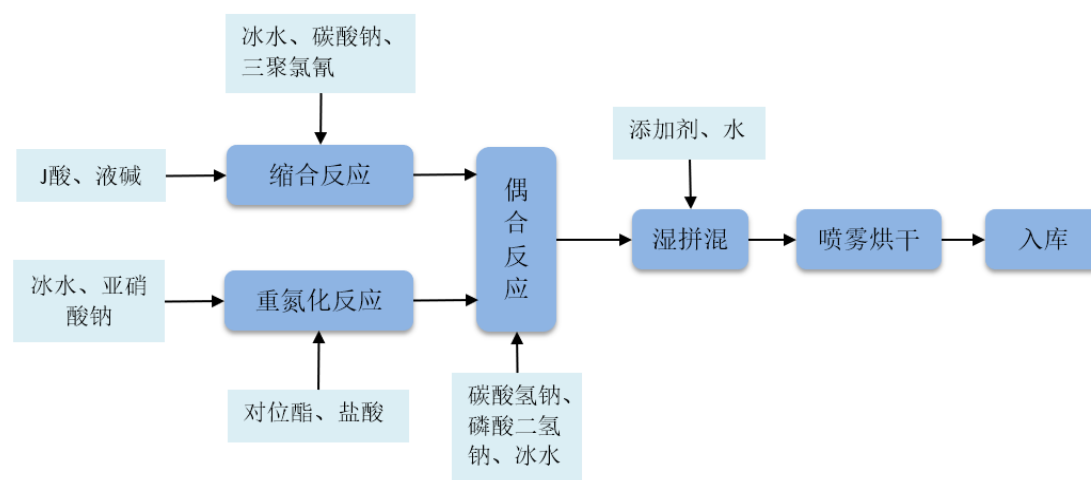 冰水、碳酸钠、
三聚氯氰
J酸、液碱
缩合反应
偶
合
反
应
添加剂、水
湿拼混
喷雾烘干
入库
冰水、亚硝
酸钠
重氮化反应
对位酯、盐酸
碳酸氢钠、
磷酸二氢
钠、冰水